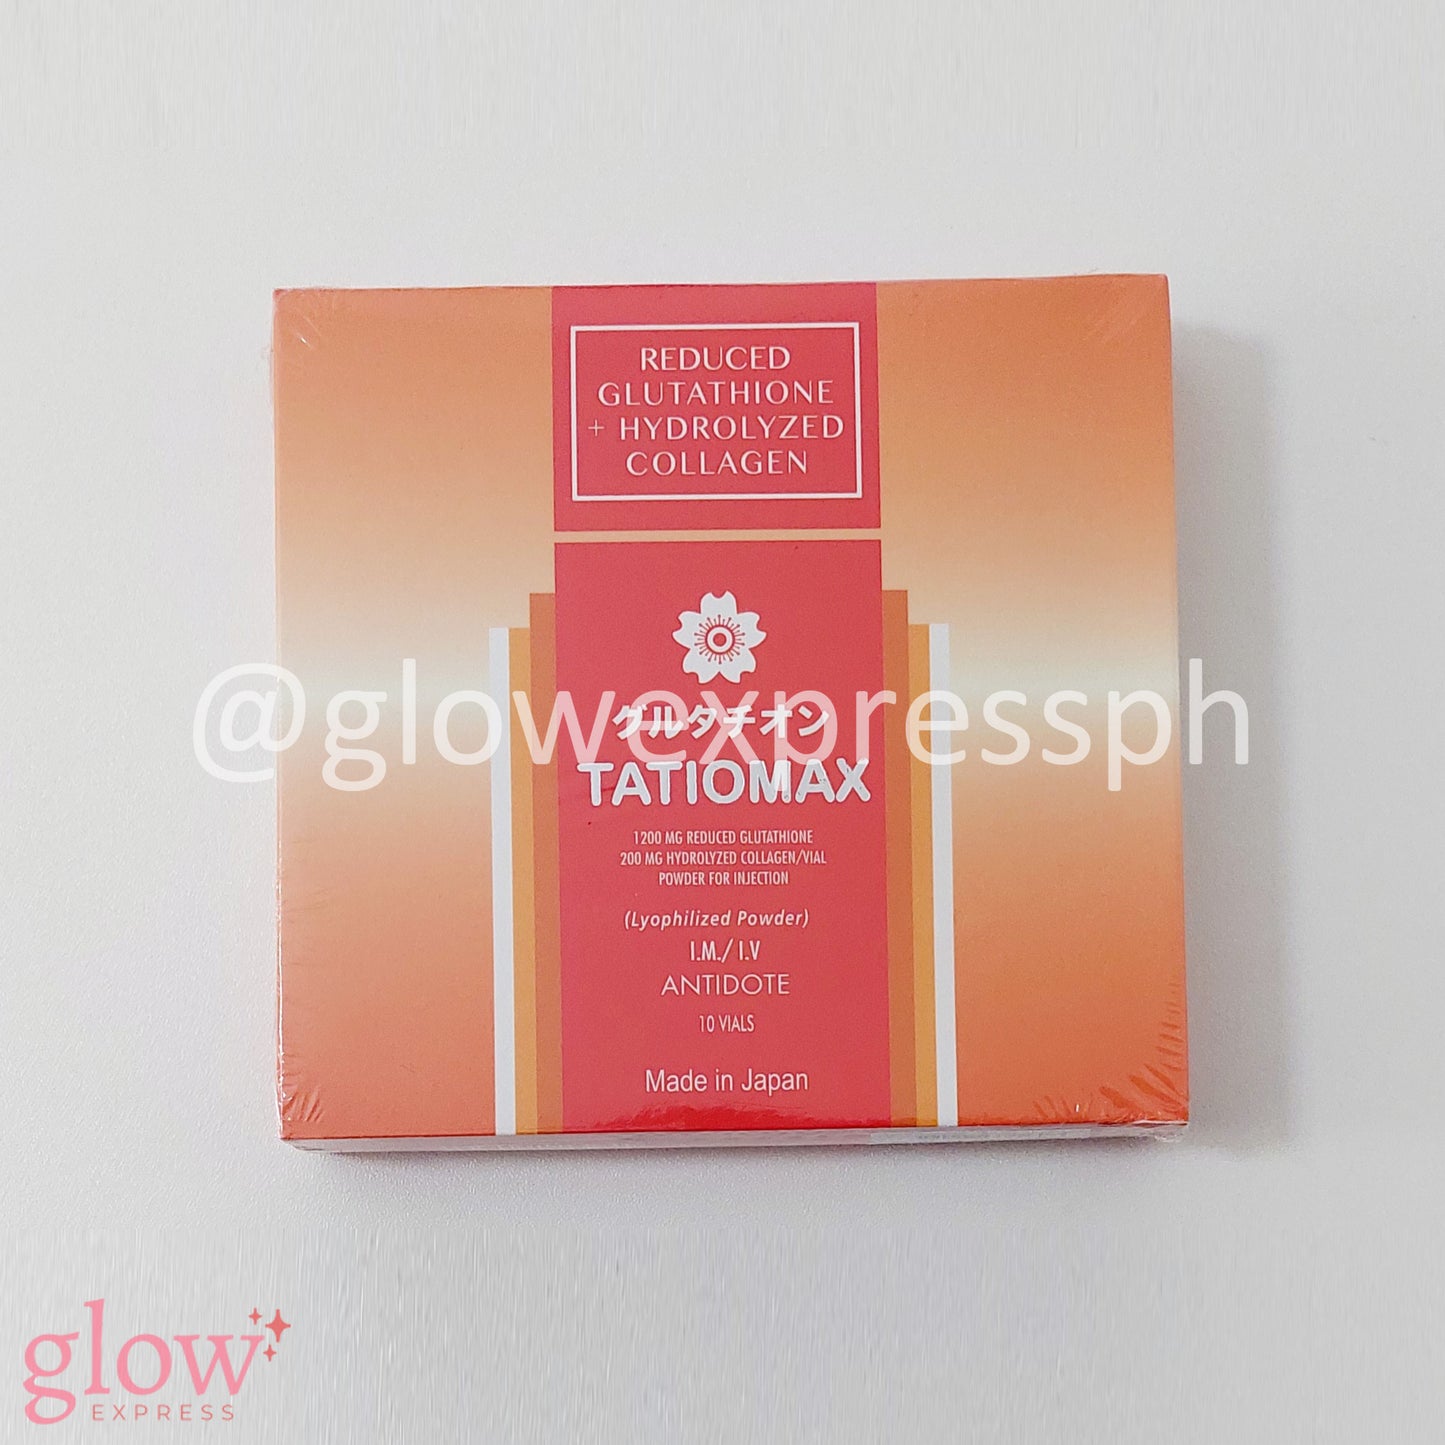 REDUCED
GLUTATHIONE
+ HYDROLYZED
COLLAGEN
グルタチオン
@glowexpressph
TATIOMAX
1200 MG REDUCED GLUTATHIONE
200 MG HYDROLYZED COLLAGEN/VIAL
POWDER FOR INJECTION
(Lyophilized Powder)
I.M./ I.V
ANTIDOTE
10 VIALS
Made in Japan
glow
EXPRESS